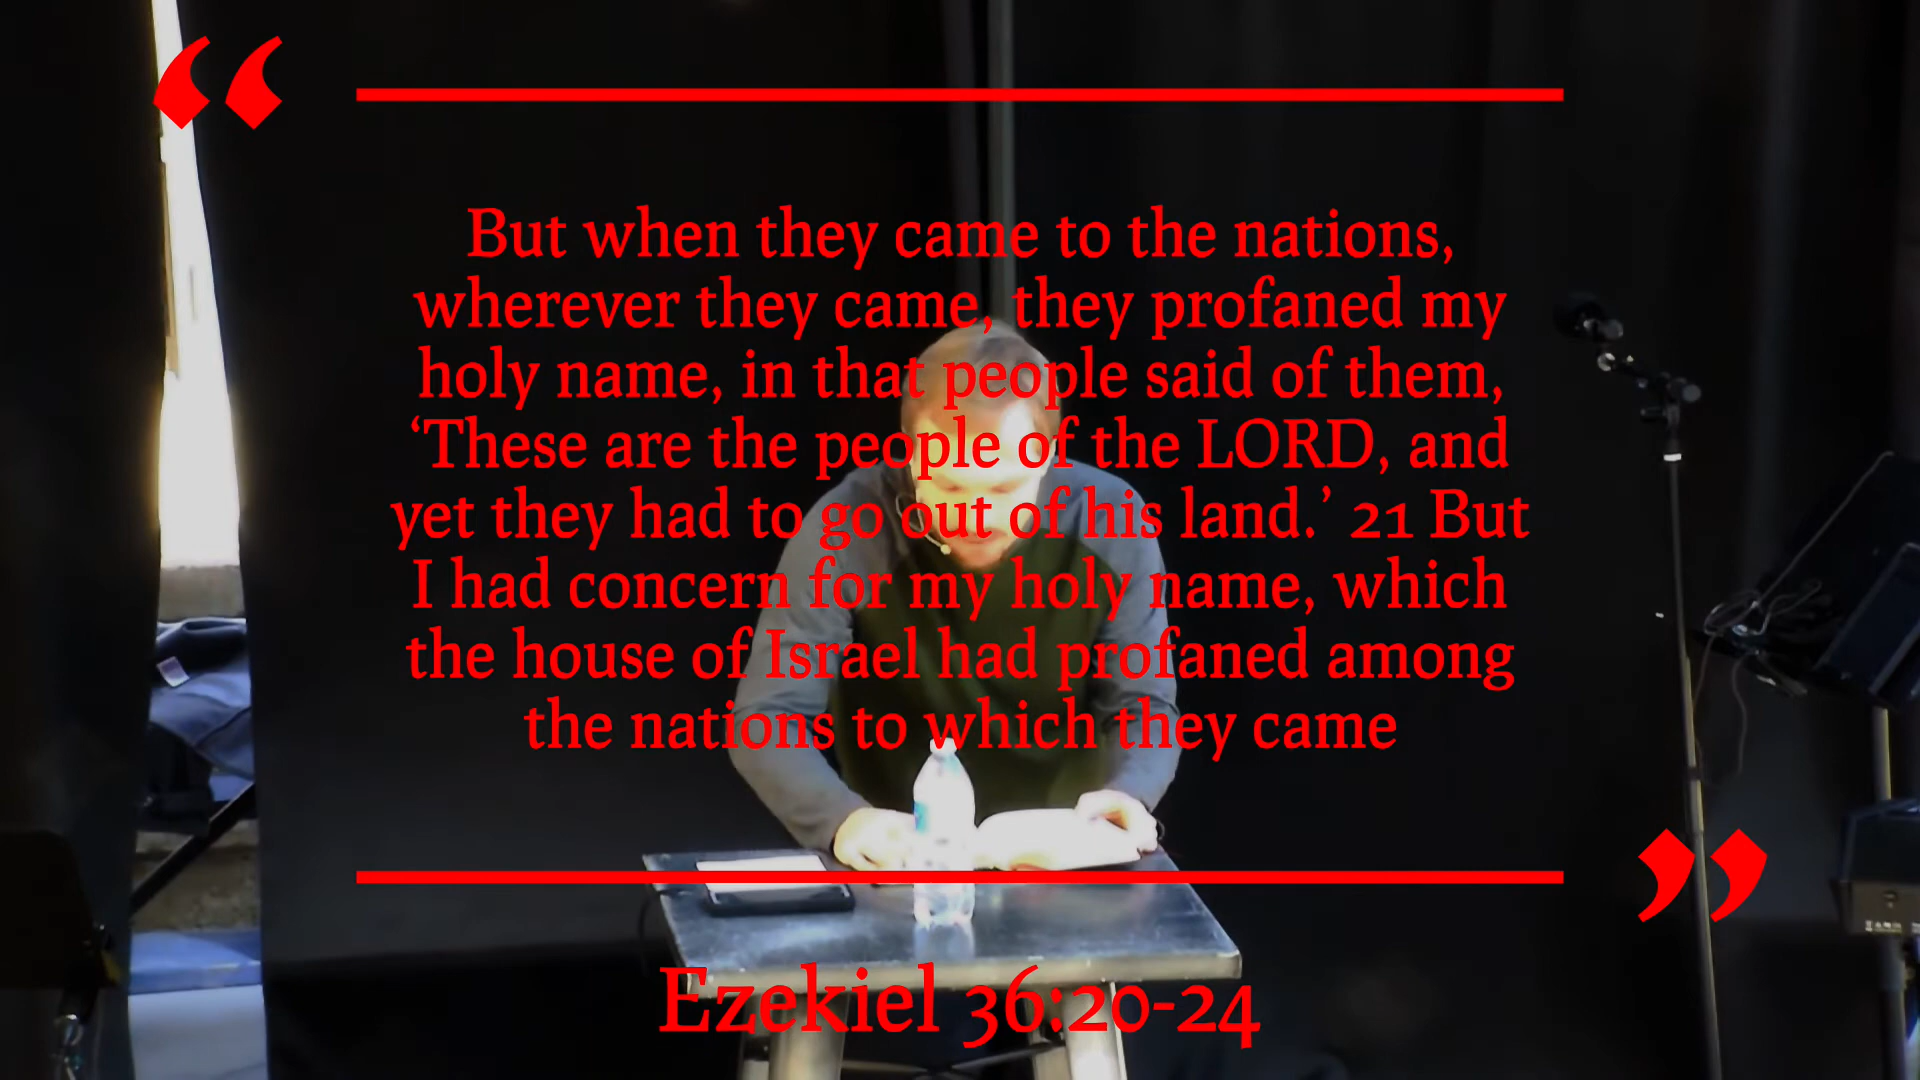 “
But when they came to the nations,
wherever they came, they profaned my
holy name, in that people said of them,
‘These are the people of the LORD, and
yet they had to go out of his land.’ 21 But
I had concern for my holy name, which
the house of Israel had profaned among
the nations to which they came
”
Ezekiel 36:20-24